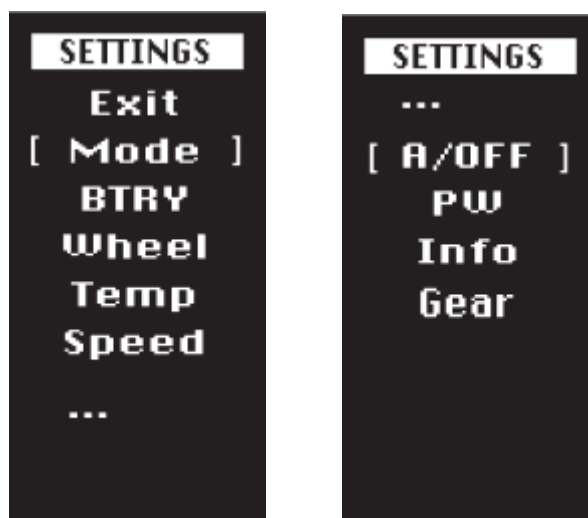 SETTINGS
Exit
[ Mode ]
BTRY
Wheel
Temp
Speed
...
SETTINGS
...
[ A/OFF ]
PW
Info
Gear